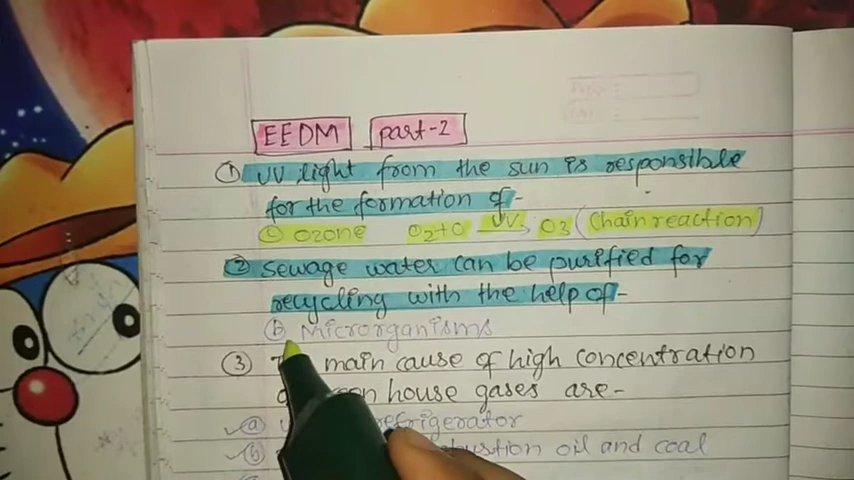 EEDM part-2
① UV light from the sun is responsible
for the formation of-
ⓒ ozone O2+O UV→ O3 (Chain reaction)
② sewage water can be purified for
recycling with the help of-
ⓑ Microrganisms
③ main cause of high concentration
house gases are-
ⓐ refrigerator
ⓑ oil and coal